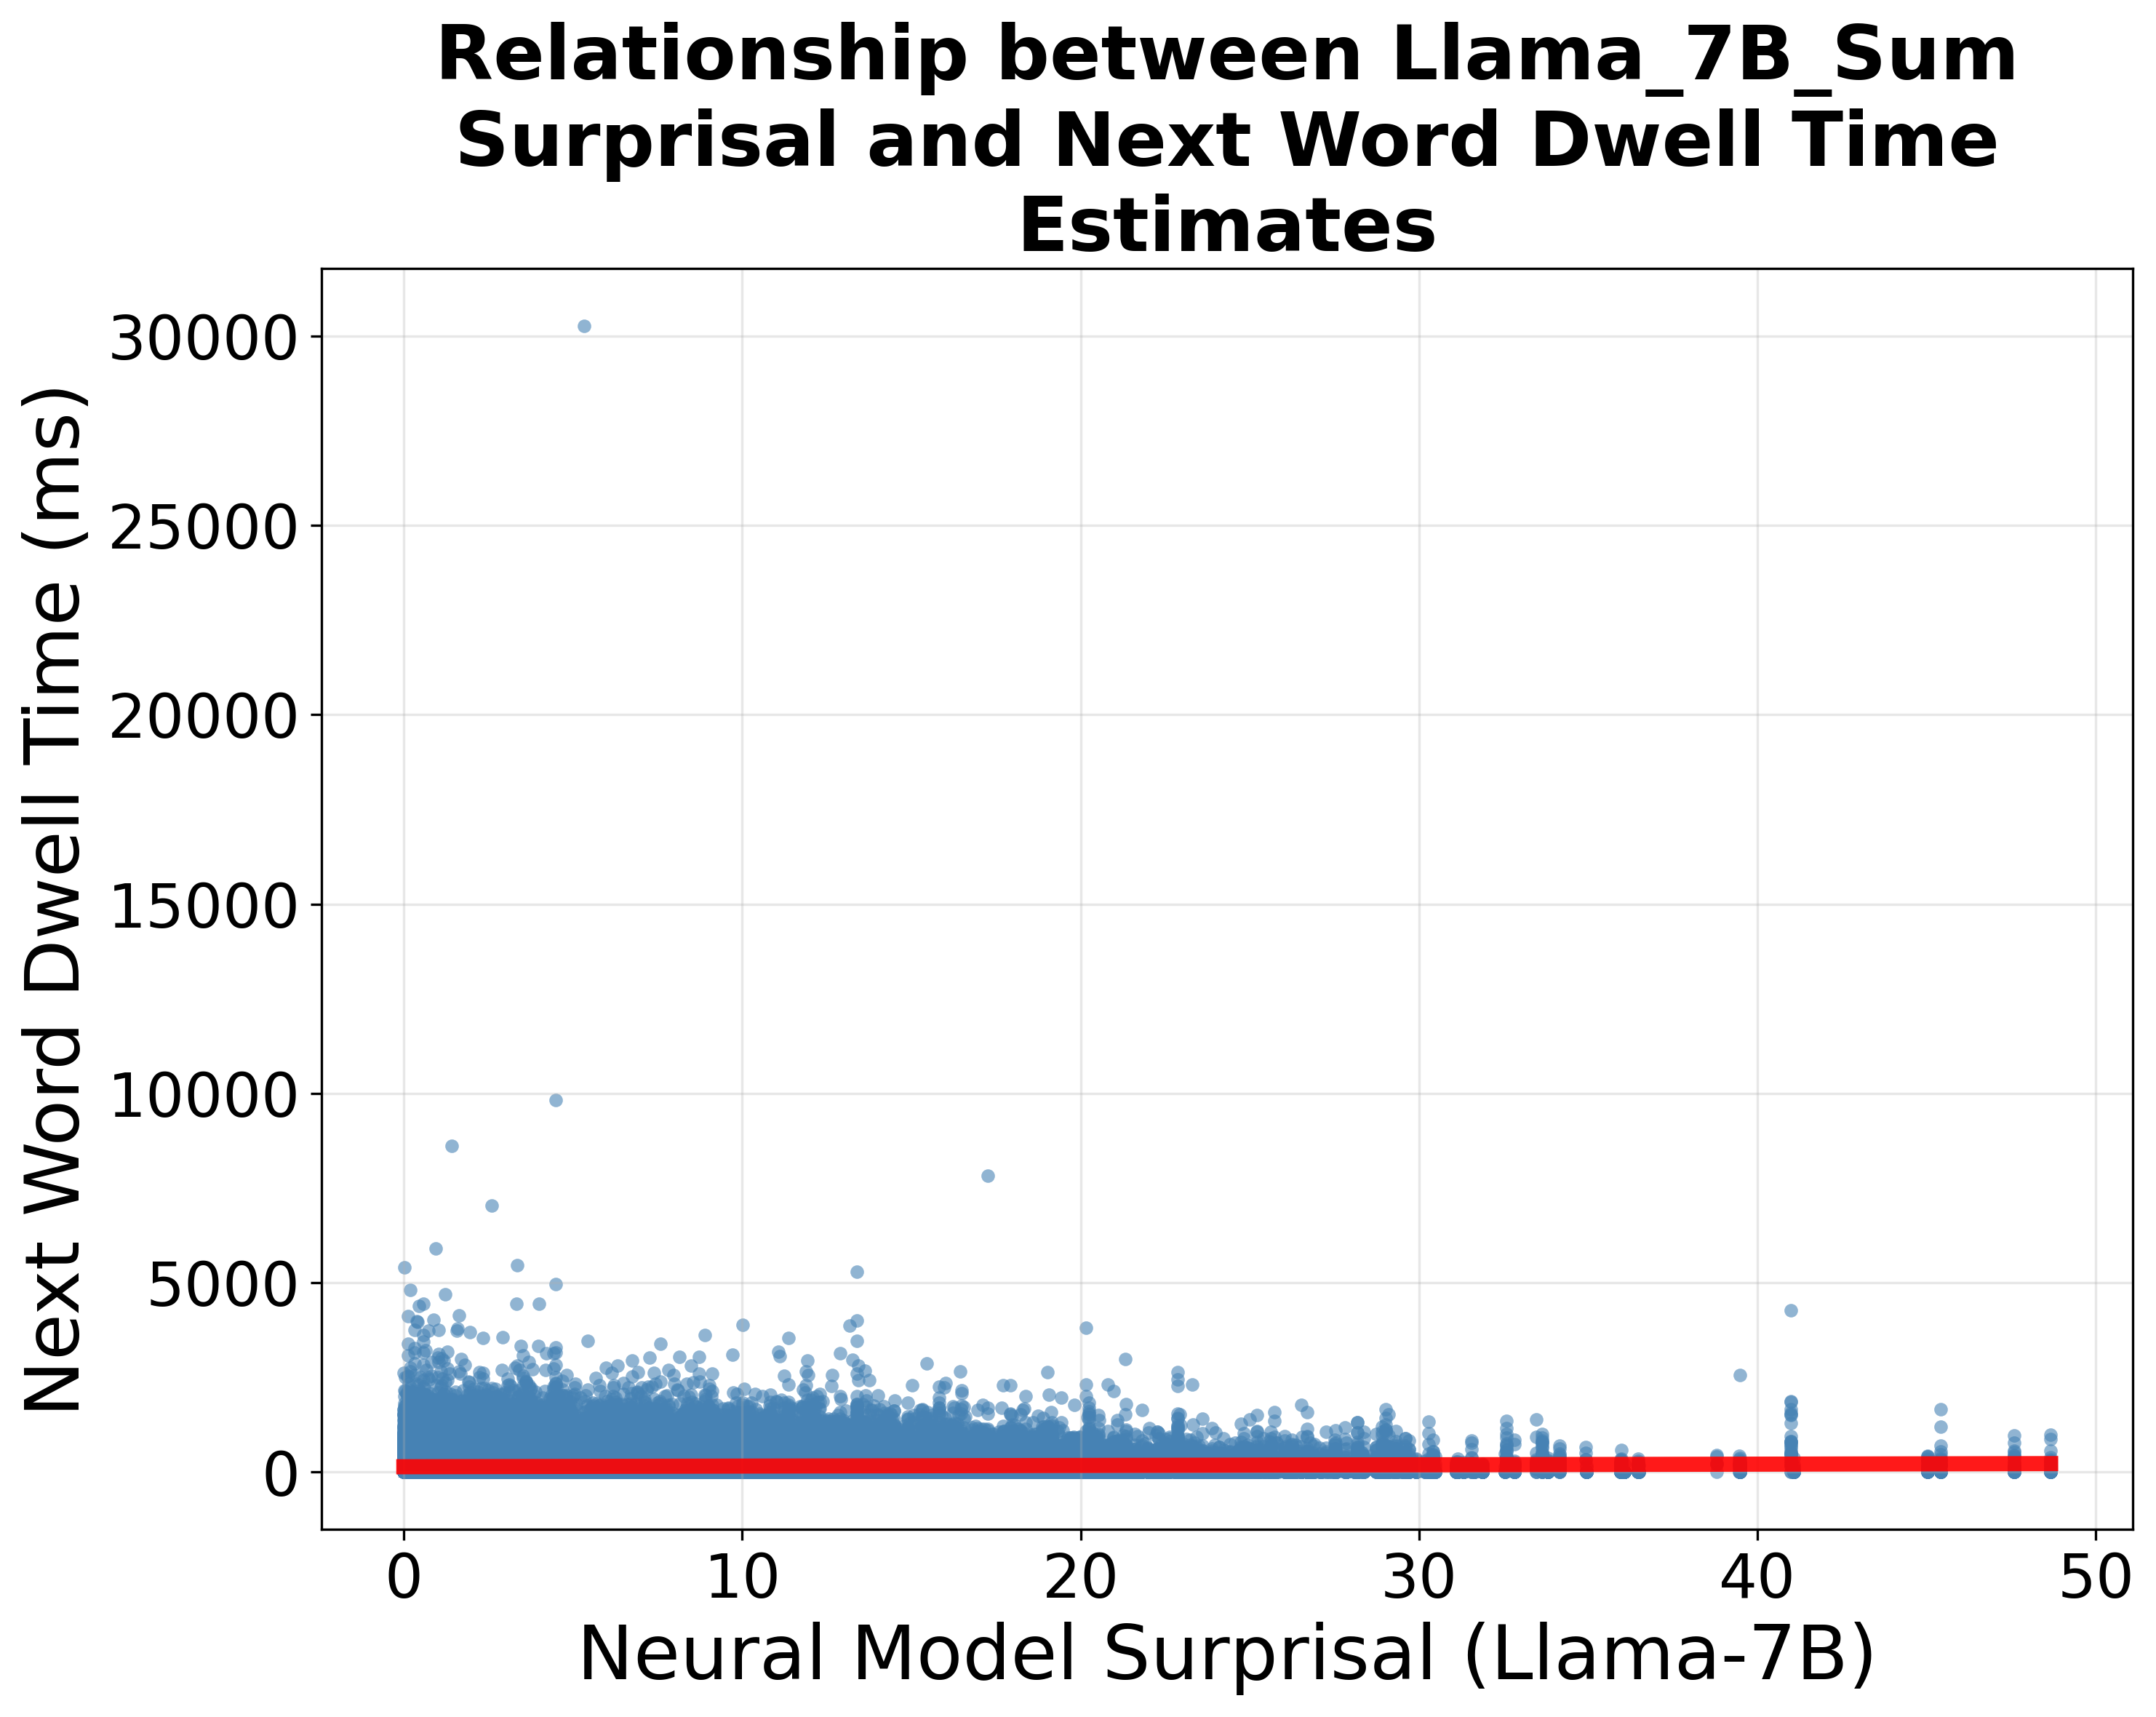 Relationship between Llama_7B_Sum
Surprisal and Next Word Dwell Time
Estimates
Next Word Dwell Time (ms)
30000
25000
20000
15000
10000
5000
0
0 10 20 30 40 50
Neural Model Surprisal (Llama-7B)